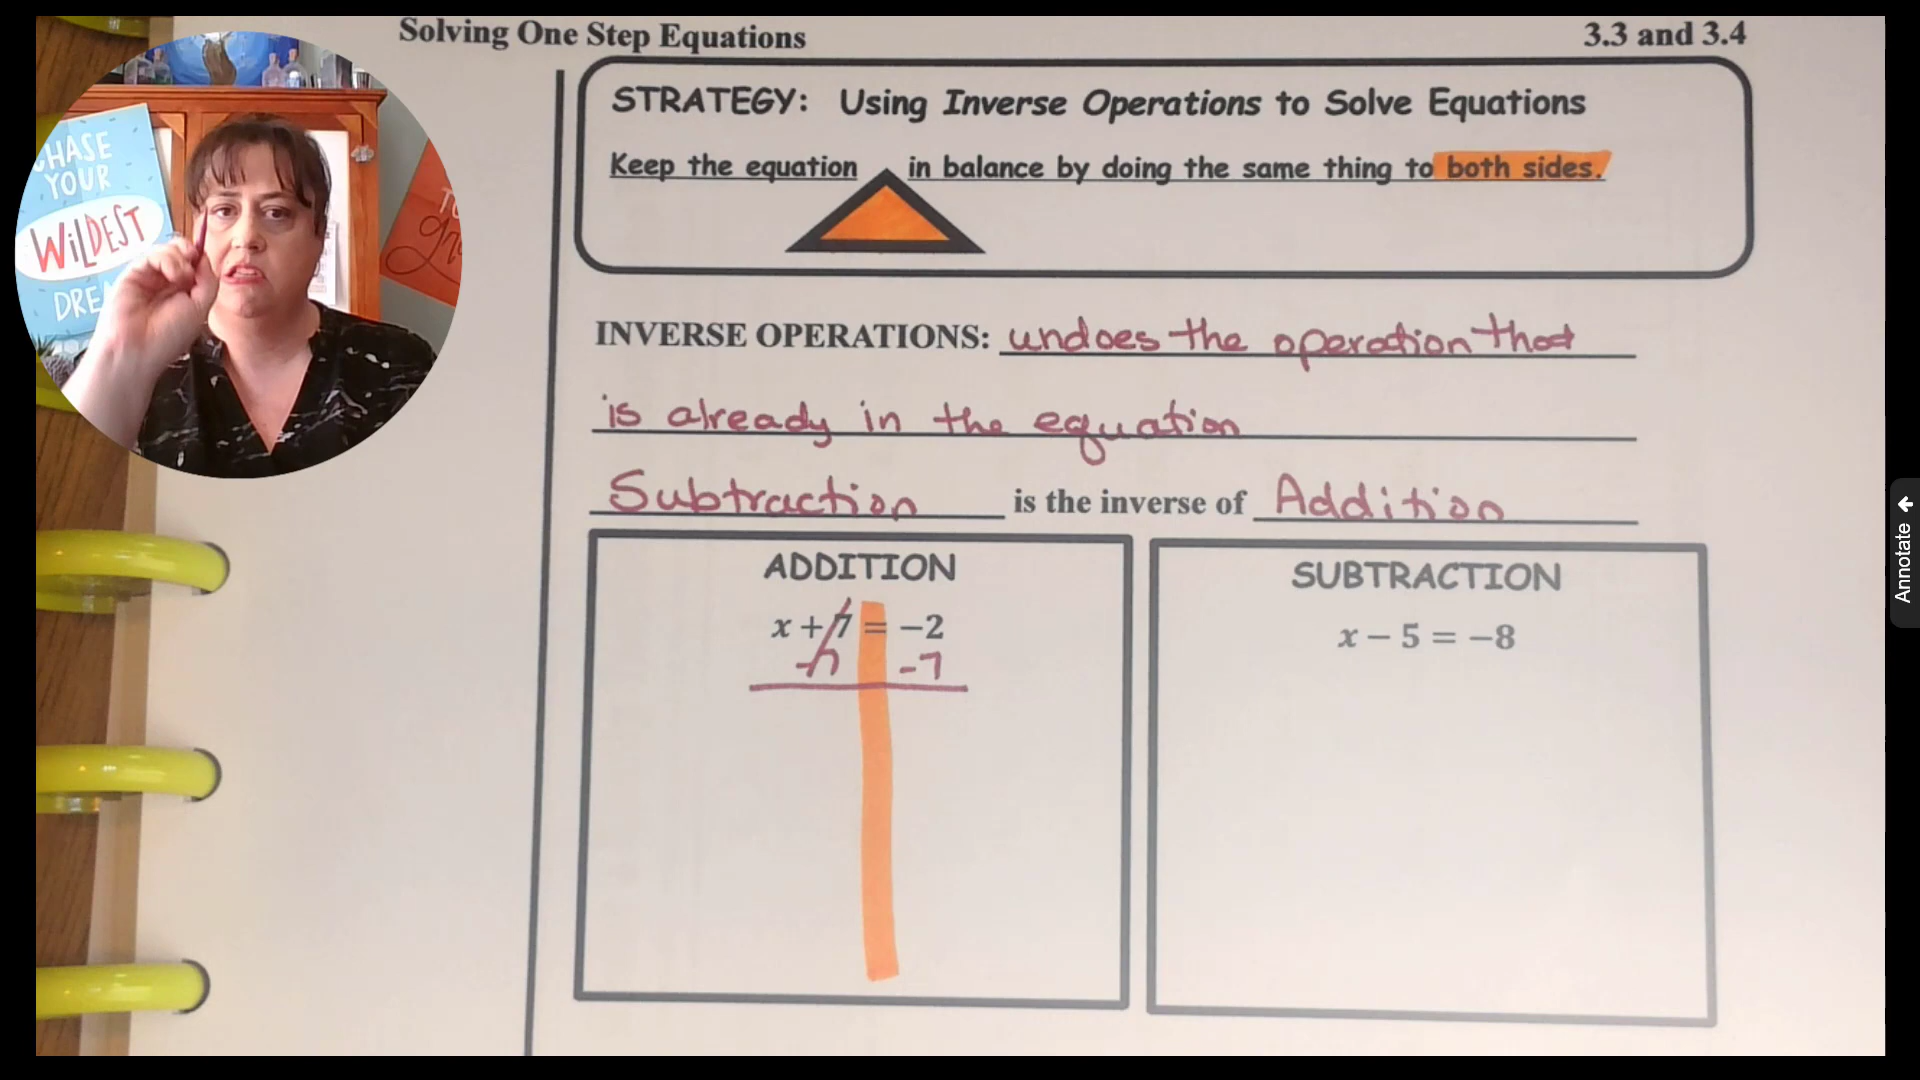 Solving One Step Equations 3.3 and 3.4
STRATEGY: Using Inverse Operations to Solve Equations
Keep the equation in balance by doing the same thing to both sides.
CHASE
YOUR
WILDEST
DRE
INVERSE OPERATIONS: undoes the operation that
is already in the equation
Subtraction is the inverse of Addition
ADDITION
x + 7 = -2
-7 -7
SUBTRACTION
x - 5 = -8
Annotate